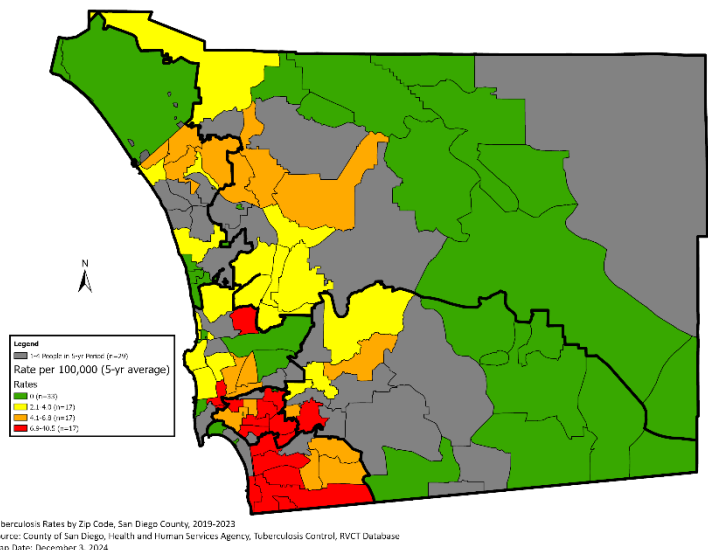 N
Legend
1-4 People in 5-yr Period (n=29)
Rate per 100,000 (5-yr average)
Rates
0 (n=33)
2.1-4.0 (n=17)
4.1-6.8 (n=17)
6.9-40.5 (n=17)
uberculosis Rates by Zip Code, San Diego County, 2019-2023
ource: County of San Diego, Health and Human Services Agency, Tuberculosis Control, RVCT Database
ap Date: December 3, 2024